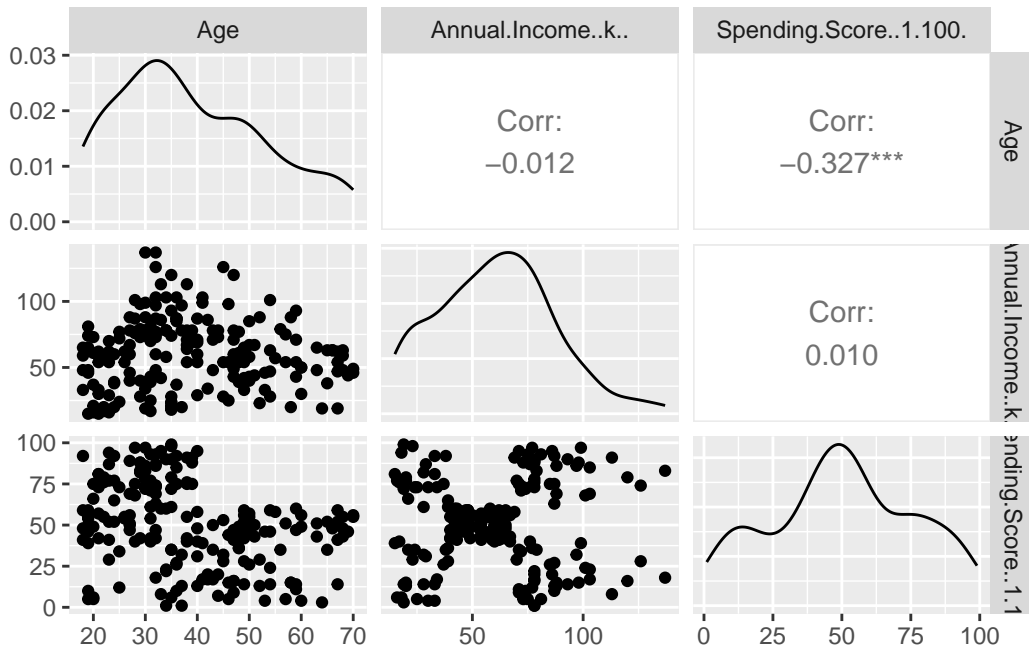 Age
Annual.Income..k..
Spending.Score..1.100.
0.03
0.02
0.01
0.00
Corr:
−0.012
Corr:
−0.327***
Age
100
50
Corr:
0.010
Annual.Income..k.
100
75
50
25
0
ending.Score..1.1
20 30 40 50 60 70
50 100
0 25 50 75 100